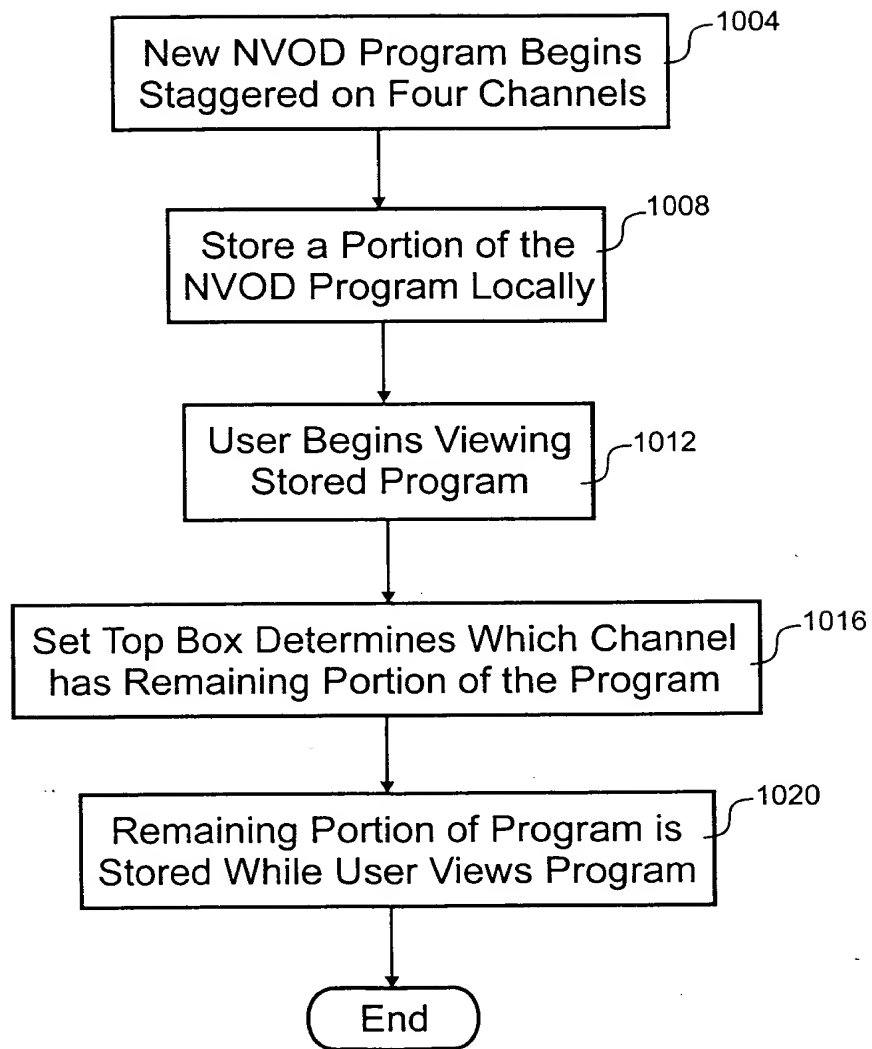 1004
New NVOD Program Begins
Staggered on Four Channels
1008
Store a Portion of the
NVOD Program Locally
User Begins Viewing
Stored Program
1012
Set Top Box Determines Which Channel
has Remaining Portion of the Program
1016
Remaining Portion of Program is
Stored While User Views Program
1020
End